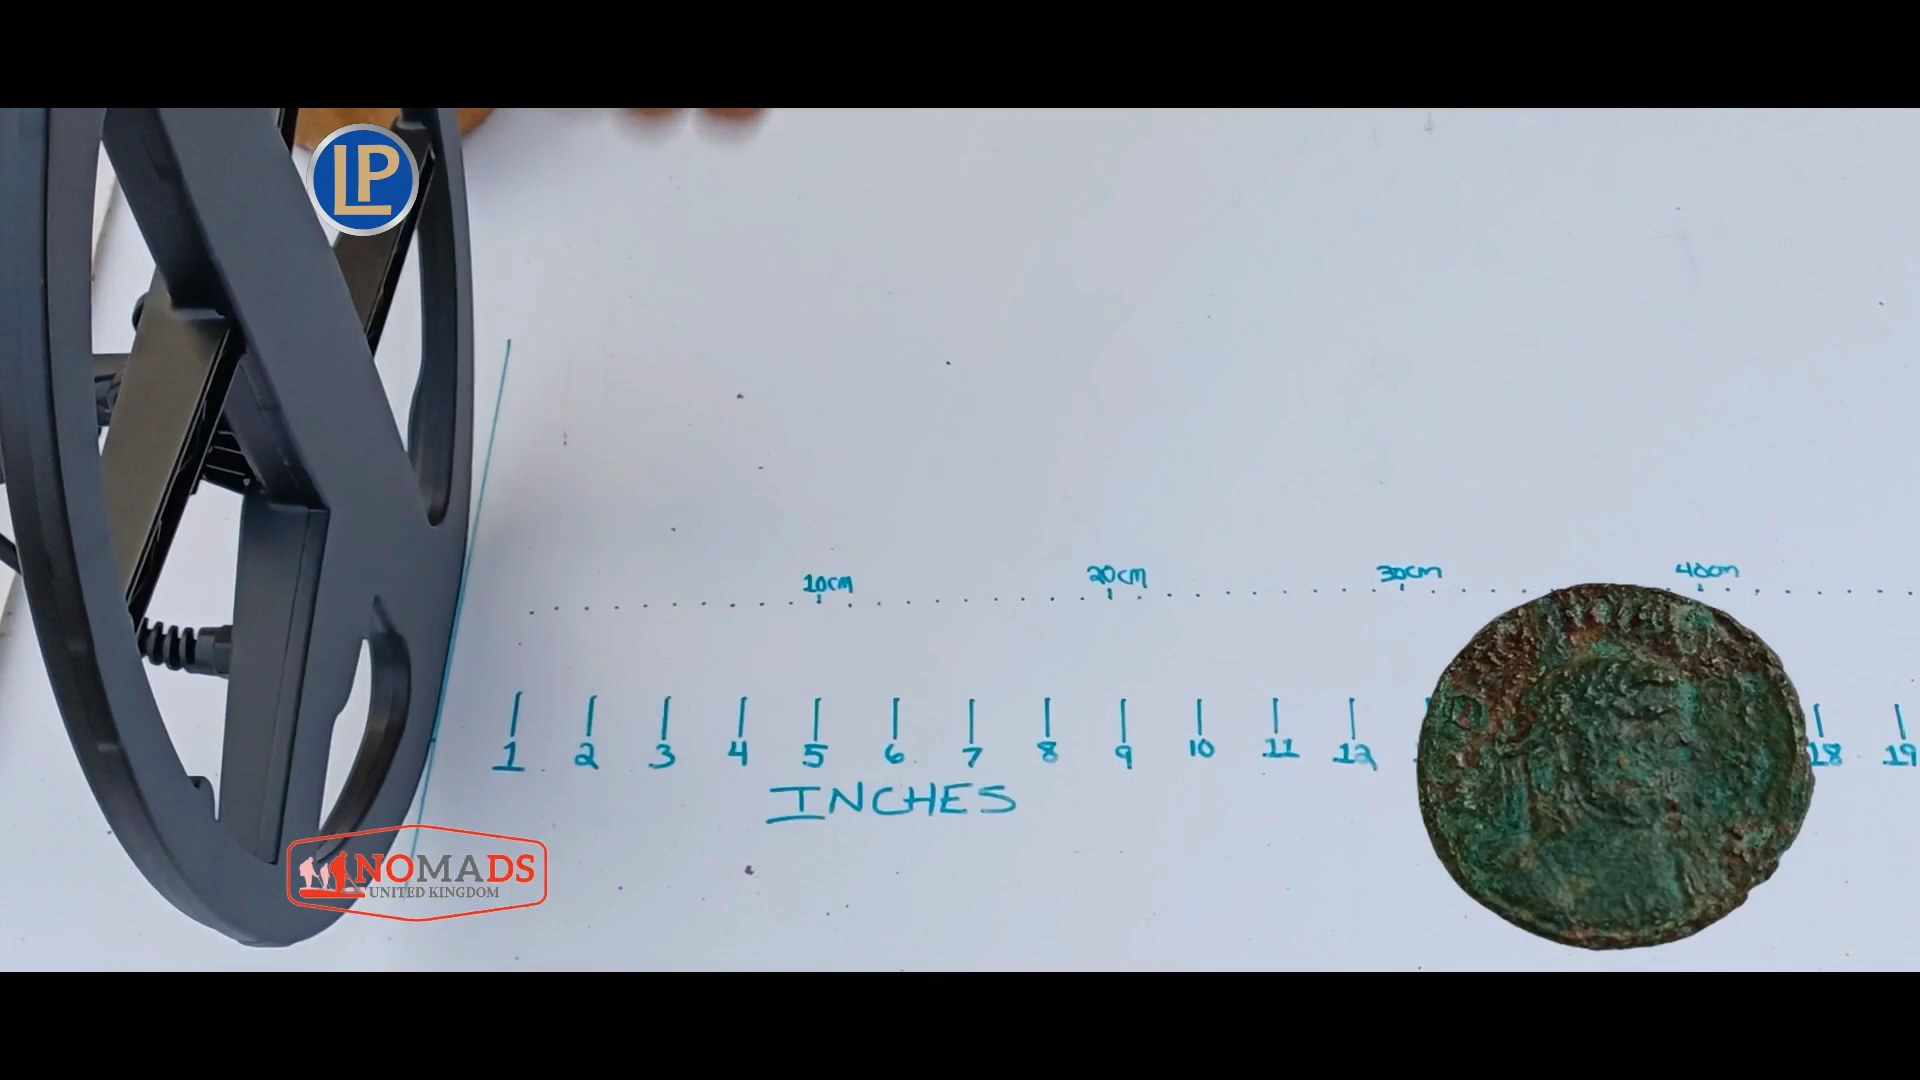 LP
10cm 20cm 30cm 40cm
1 2 3 4 5 6 7 8 9 10 11 12 18 19
INCHES
NOMADS
UNITED KINGDOM